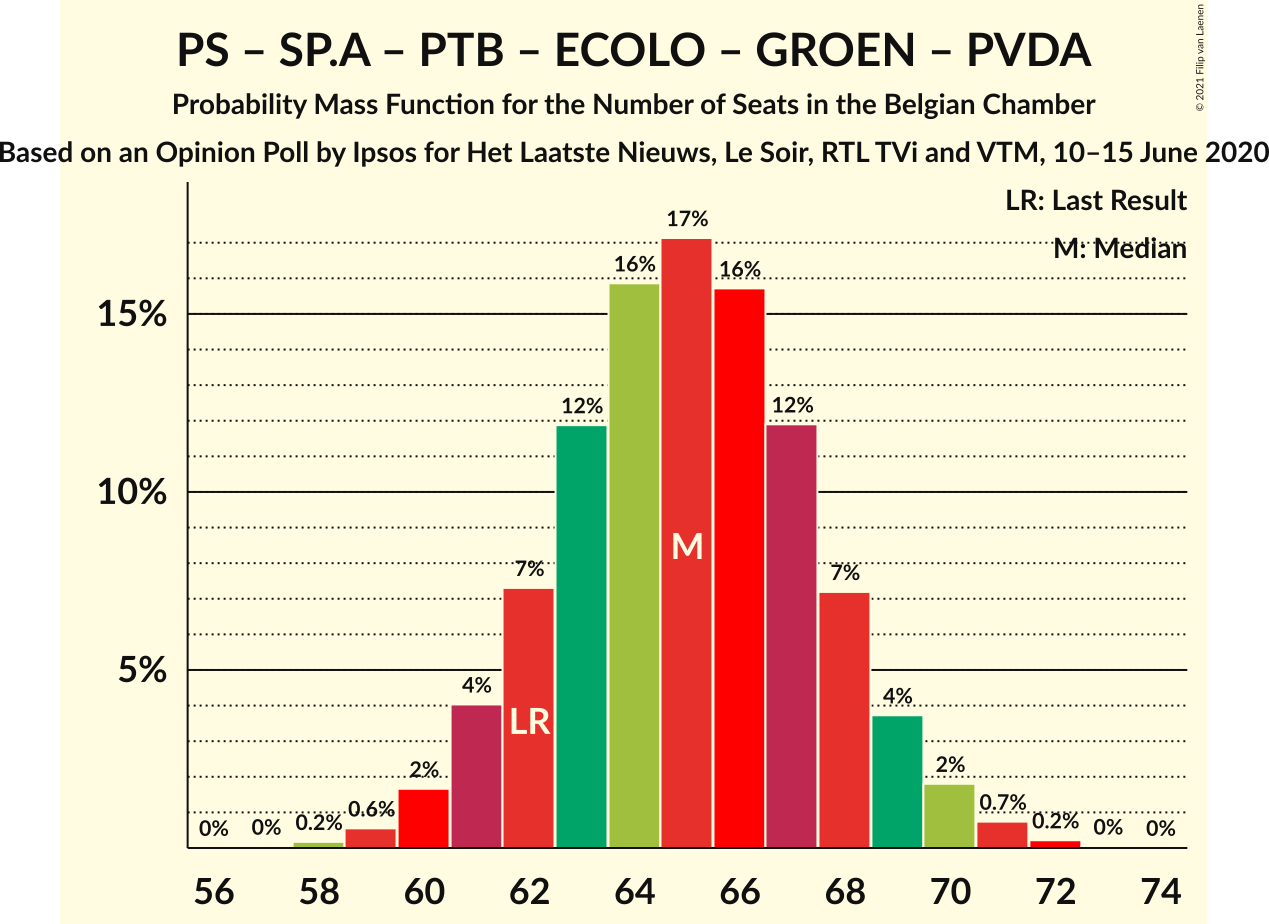 PS – SP.A – PTB – ECOLO – GROEN – PVDA
Probability Mass Function for the Number of Seats in the Belgian Chamber
Based on an Opinion Poll by Ipsos for Het Laatste Nieuws, Le Soir, RTL TVi and VTM, 10–15 June 2020
© 2021 Filip van Laenen
LR: Last Result
M: Median
15%
10%
5%
0%
0%
0.2%
0.6%
2%
4%
7%
12%
16%
17%
16%
12%
7%
4%
2%
0.7%
0.2%
0%
0%
LR
M
56 58 60 62 64 66 68 70 72 74